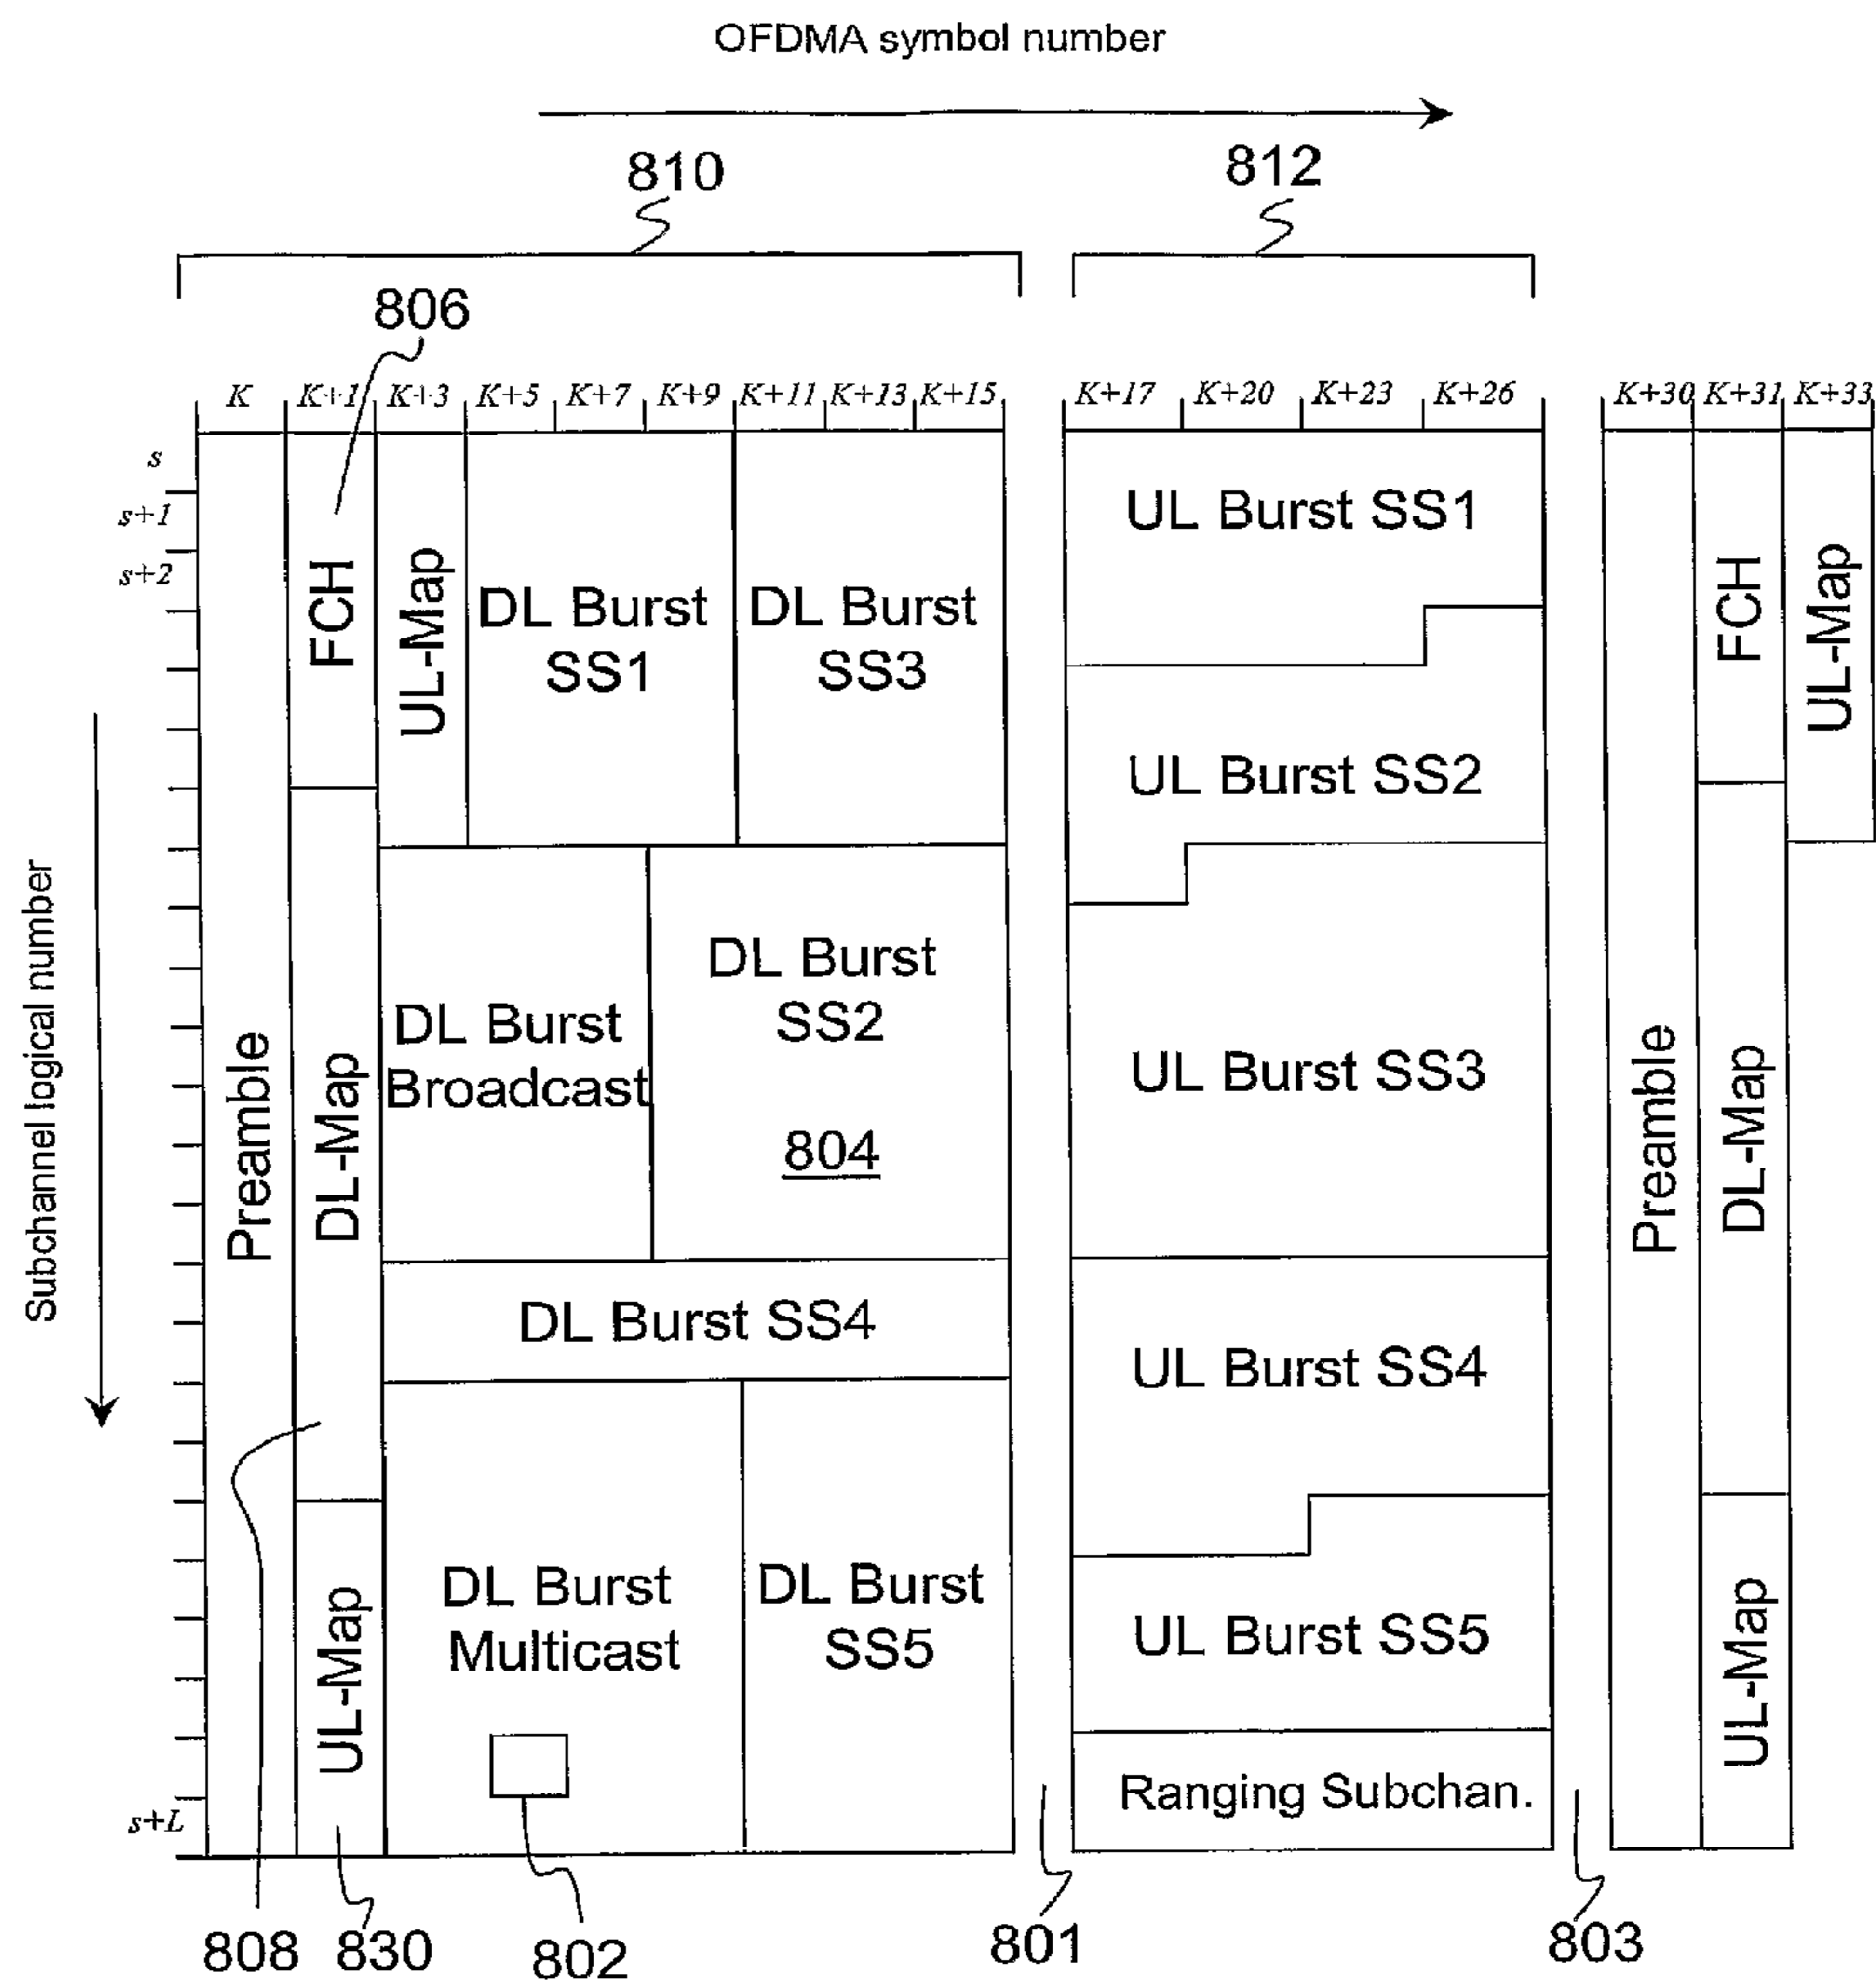 OFDMA symbol number
810
812
806
K K+1 K+3 K+5 K+7 K+9 K+11 K+13 K+15 K+17 K+20 K+23 K+26 K+30 K+31 K+33
s
s+1
s+2
s+L
Subchannel logical number
Preamble
FCH
DL-Map
UL-Map
UL-Map
DL Burst
SS1
DL Burst
SS3
DL Burst
Broadcast
DL Burst
SS2
804
DL Burst SS4
DL Burst
Multicast
DL Burst
SS5
UL Burst SS1
UL Burst SS2
UL Burst SS3
UL Burst SS4
UL Burst SS5
Ranging Subchan.
Preamble
FCH
DL-Map
UL-Map
UL-Map
808
830
802
801
803